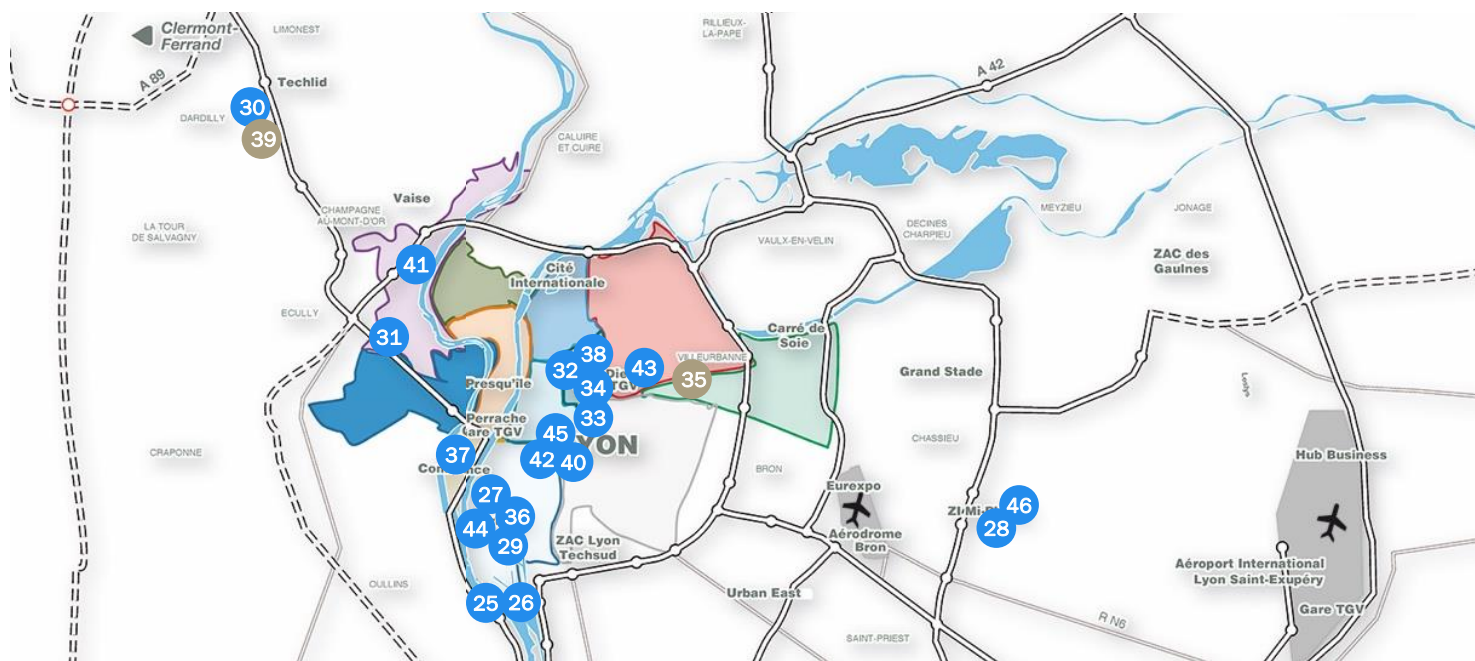 Clermont-
Ferrand
LIMONEST
RILLIEUX-
LA-PAPE
A 89
Techlid
A 42
30
DARDILLY
39
CALUIRE
ET CUIRE
Vaise
CHAMPAGNE
AU-MONT-D'OR
LA TOUR
DE SALVAGNY
MEYZIEU
JONAGE
DECINES
CHARPIEU
VAULX-EN-VELIN
ZAC des
Gaulnes
41
Cité
Internationale
ECULLY
31
Carré de
Soie
38
VILLEURBANNE
32
43
35
34
TGV
Grand Stade
Presqu'île
33
Perrache
Gare TGV
45
YON
CHASSIEU
CRAPONNE
37
42
40
Hub Business
BRON
Eurexpo
27
36
46
44
28
29
ZAC Lyon
Techsud
Aérodrome
Bron
Aéroport International
Lyon Saint-Exupéry
OULLINS
25
26
Urban East
Gare TGV
R N6
SAINT-PRIEST